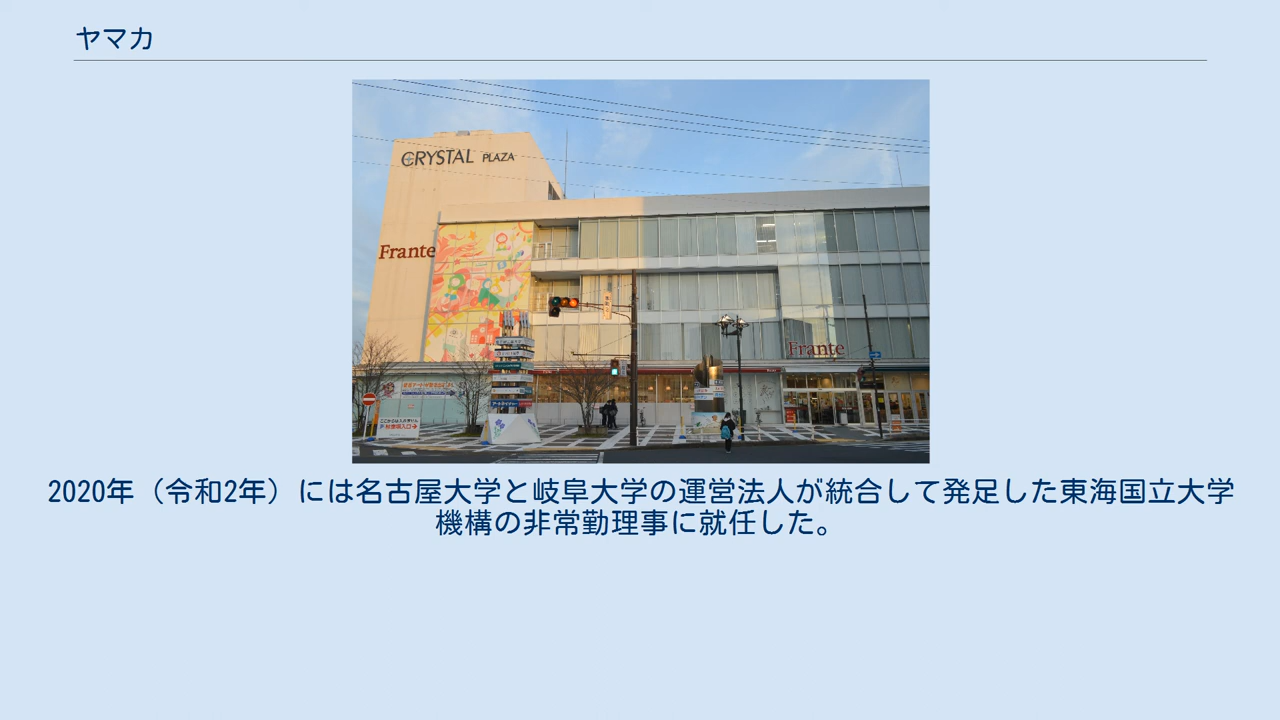 ヤマカ
CRYSTAL PLAZA
Frante
Frante
2020年（令和2年）には名古屋大学と岐阜大学の運営法人が統合して発足した東海国立大学
機構の非常勤理事に就任した。